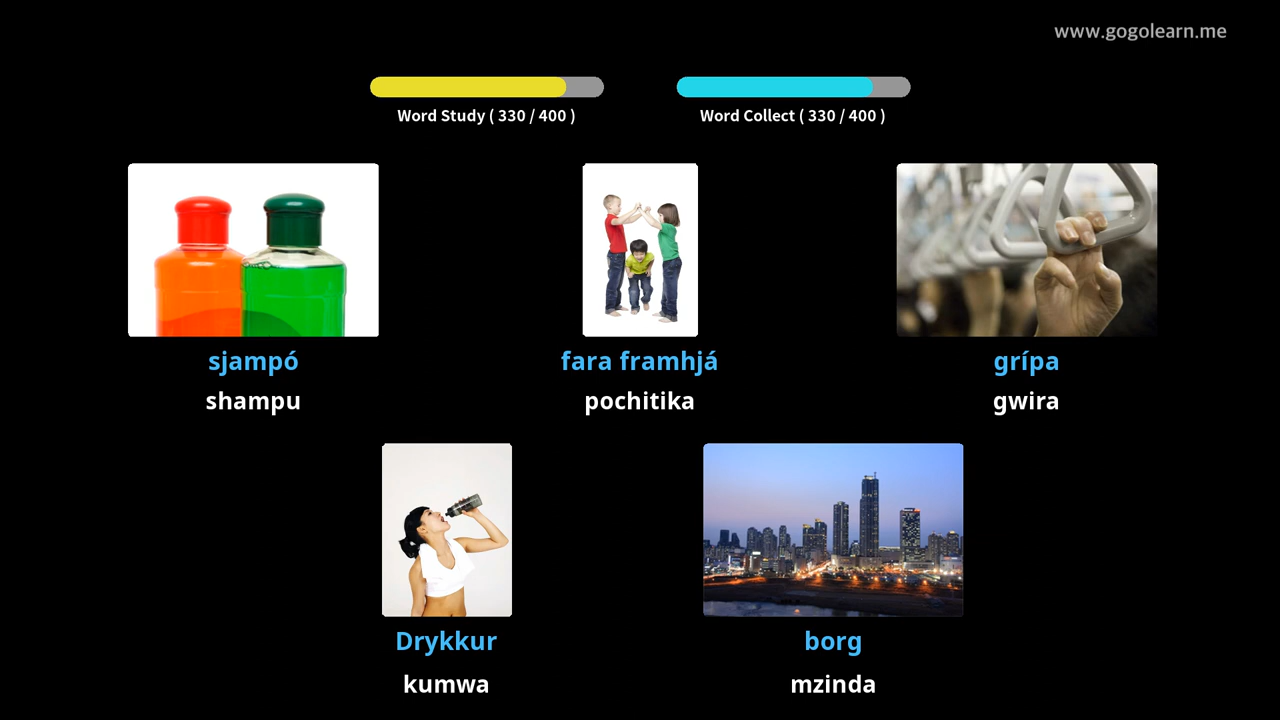 www.gogolearn.me
Word Study ( 330 / 400 )
Word Collect ( 330 / 400 )
sjampó
fara framhjá
grípa
shampu
pochitika
gwira
Drykkur
borg
kumwa
mzinda